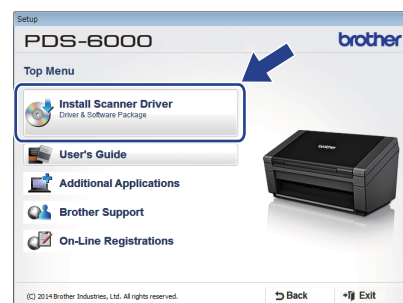 Setup
PDS-6000
brother
Top Menu
Install Scanner Driver
Driver & Software Package
User's Guide
Additional Applications
Brother Support
On-Line Registrations
brother
(C) 2014 Brother Industries, Ltd. All rights reserved.
Back
Exit